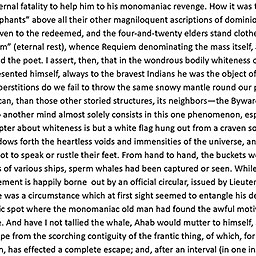 ernal fatality to help him to his monomaniac revenge. How it was t
phants" above all their other magniloquent ascriptions of dominio
ven to the redeemed, and the four-and-twenty elders stand clothe
m" (eternal rest), whence Requiem denominating the mass itself,
d the poet. I assert, then, that in the wondrous bodily whiteness o
esented himself, always to the bravest Indians he was the object of
perstitions do we fail to throw the same snowy mantle round our p
can, than those other storied structures, its neighbors—the Bywar
o another mind almost solely consists in this one phenomenon, esp
pter about whiteness is but a white flag hung out from a craven so
dows forth the heartless voids and immensities of the universe, an
ot to speak or rustle their feet. From hand to hand, the buckets w
s of various ships, sperm whales had been captured or seen. While
ement is happily borne out by an official circular, issued by Lieuten
e was a circumstance which at first sight seemed to entangle his de
ic spot where the monomaniac old man had found the awful motiv
e. And have I not tallied the whale, Ahab would mutter to himself,
pe from the scorching contiguity of the frantic thing, of which, for
n, has effected a complete escape; and, after an interval (in one in